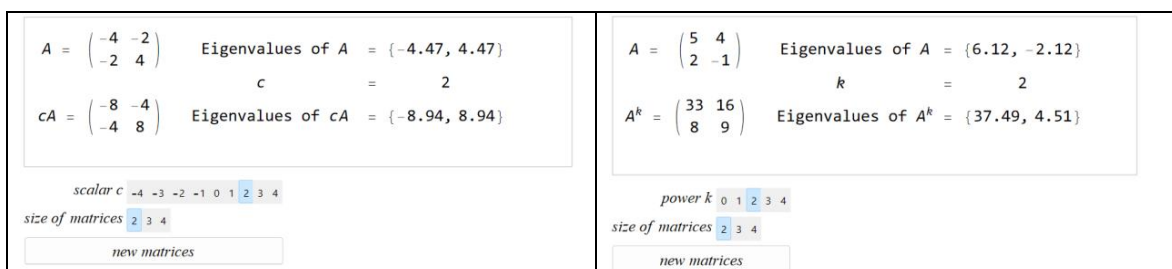 A = ( -4 -2 Eigenvalues of A = {-4.47, 4.47}
-2 4 )
c = 2
cA = ( -8 -4 Eigenvalues of cA = {-8.94, 8.94}
-4 8 )
scalar c -4 -3 -2 -1 0 1 2 3 4
size of matrices 2 3 4
new matrices
A = ( 5 4 Eigenvalues of A = {6.12, -2.12}
2 -1 )
k = 2
A^k = ( 33 16 Eigenvalues of A^k = {37.49, 4.51}
8 9 )
power k 0 1 2 3 4
size of matrices 2 3 4
new matrices